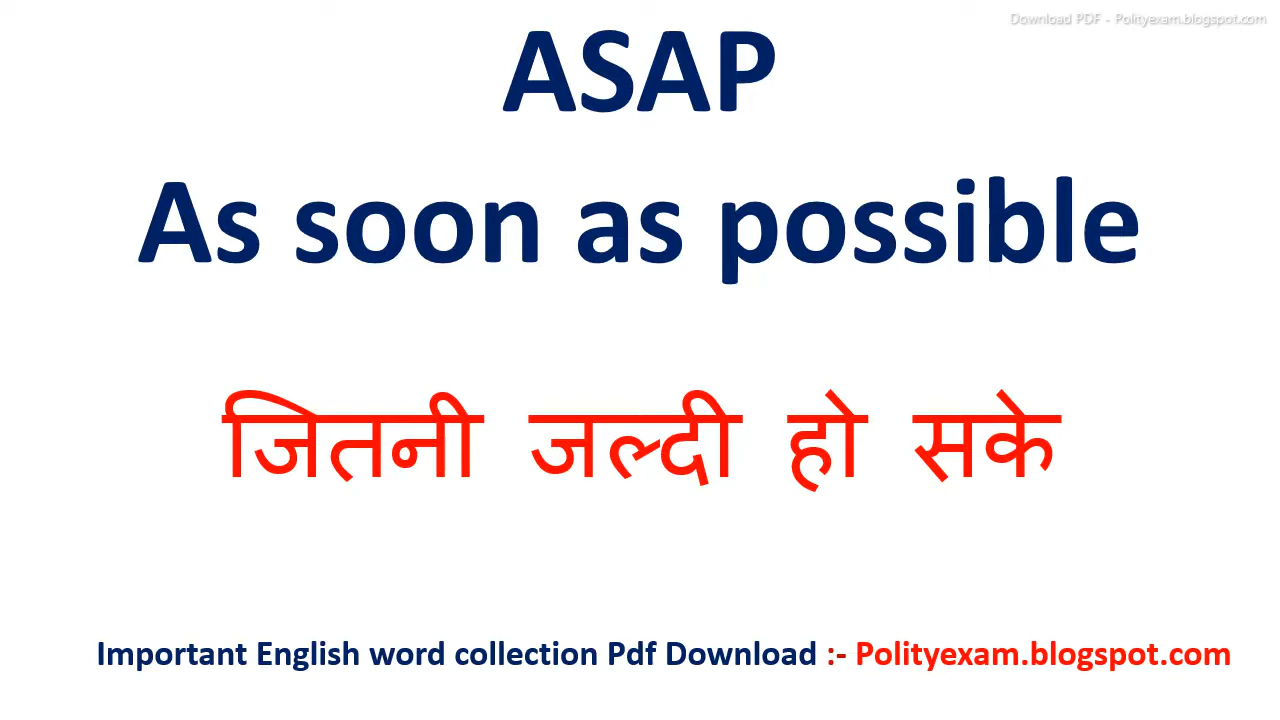 Download PDF - Polityexam.blogspot.com
ASAP
As soon as possible
जितनी जल्दी हो सके
Important English word collection Pdf Download :- Polityexam.blogspot.com